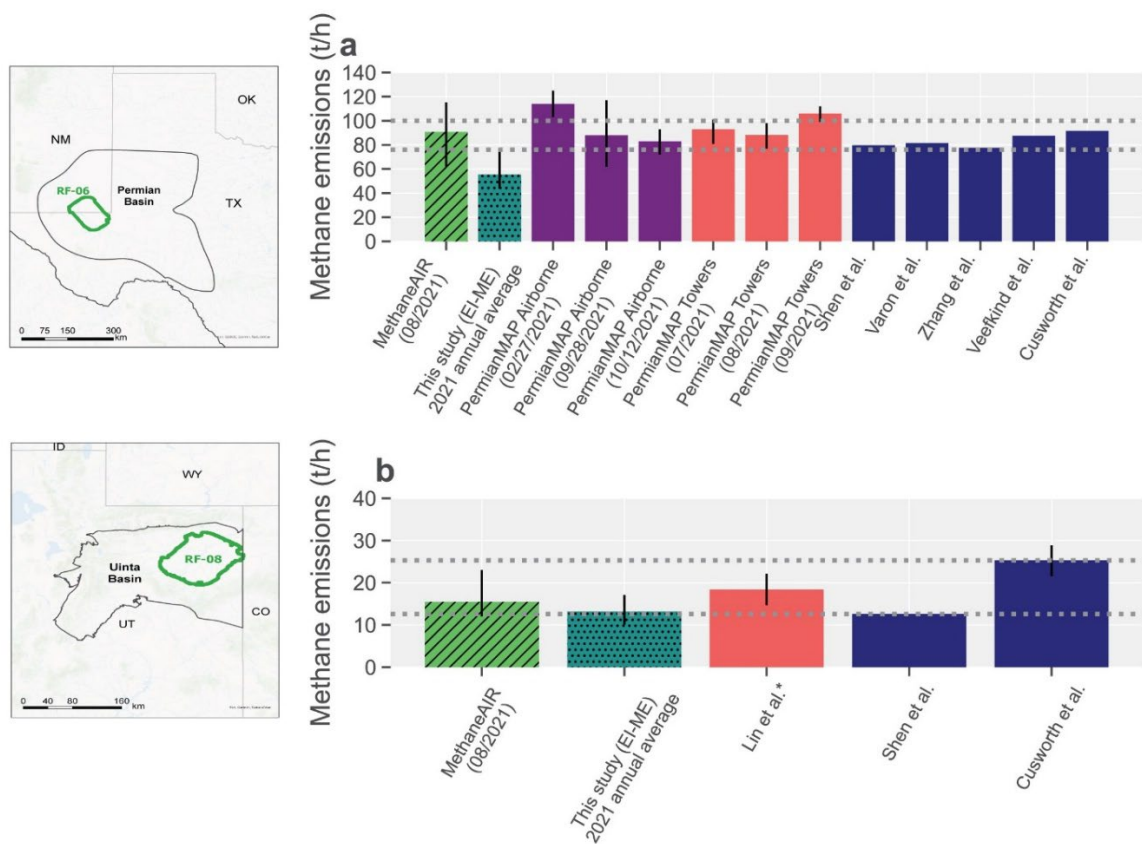 a
OK
NM
RF-06
Permian
Basin
TX
0 75 150 300
km
Methane emissions (t/h)
140
120
100
80
60
40
20
0
MethaneAIR
(08/2021)
This study (EI-ME)
2021 annual average
PermianMAP Airborne
(02/27/2021)
PermianMAP Airborne
(09/28/2021)
PermianMAP Airborne
(10/12/2021)
PermianMAP Towers
(07/2021)
PermianMAP Towers
(08/2021)
PermianMAP Towers
(09/2021)
Shen et al.
Varon et al.
Zhang et al.
Veefkind et al.
Cusworth et al.
b
ID
WY
RF-08
Uinta
Basin
UT
CO
0 40 80 160
km
Methane emissions (t/h)
40
30
20
10
0
MethaneAIR
(08/2021)
This study (EI-ME)
2021 annual average
Lin et al.*
Shen et al.
Cusworth et al.